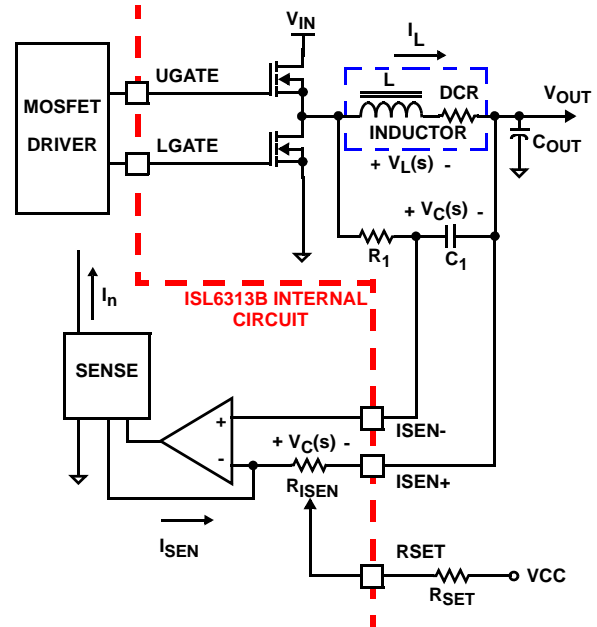 VIN
IL
UGATE
L
DCR
VOUT
MOSFET
DRIVER
INDUCTOR
COUT
LGATE
+ VL(s) -
+ VC(s) -
R1
C1
ISL6313B INTERNAL
CIRCUIT
In
SENSE
+
ISEN-
+ VC(s) -
-
RISEN
ISEN+
ISEN
RSET
VCC
RSET